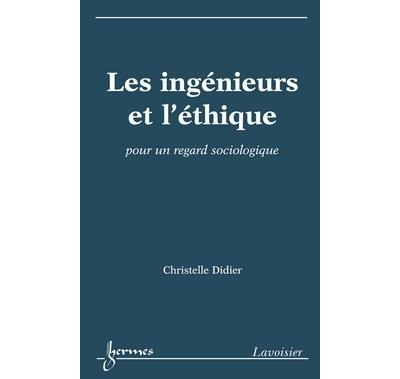 Les ingénieurs
et l'éthique
pour un regard sociologique
Christelle Didier
hermes
Lavoisier